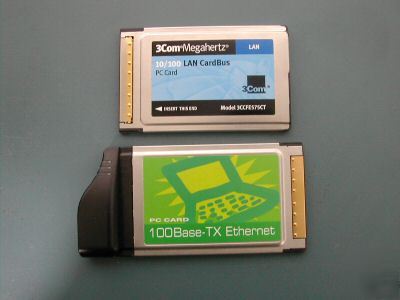 3Com Megahertz®
LAN
10/100 LAN CardBus
PC Card
3Com
INSERT THIS END
Model 3CCFE575CT
PC CARD
100Base-TX Ethernet